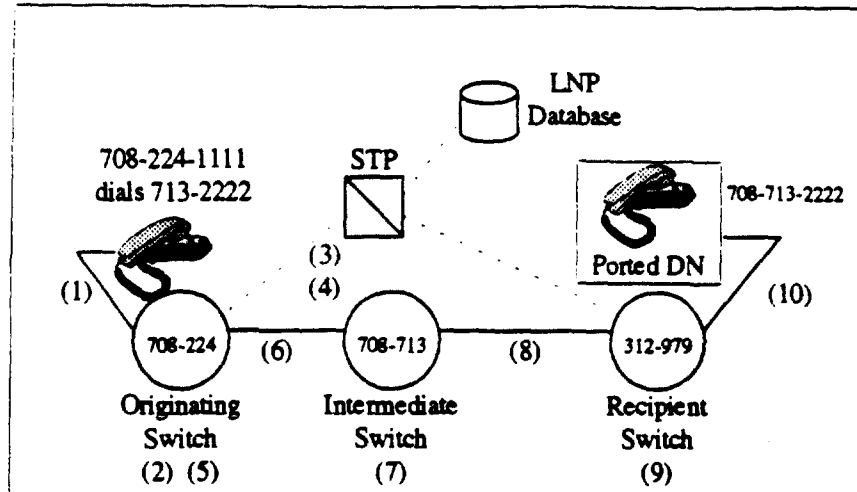 LNP
Database
708-224-1111
dials 713-2222
STP
708-713-2222
Ported DN
(1)
(3)
(4)
(10)
708-224
(6)
708-713
(8)
312-979
Originating
Switch
(2) (5)
Intermediate
Switch
(7)
Recipient
Switch
(9)